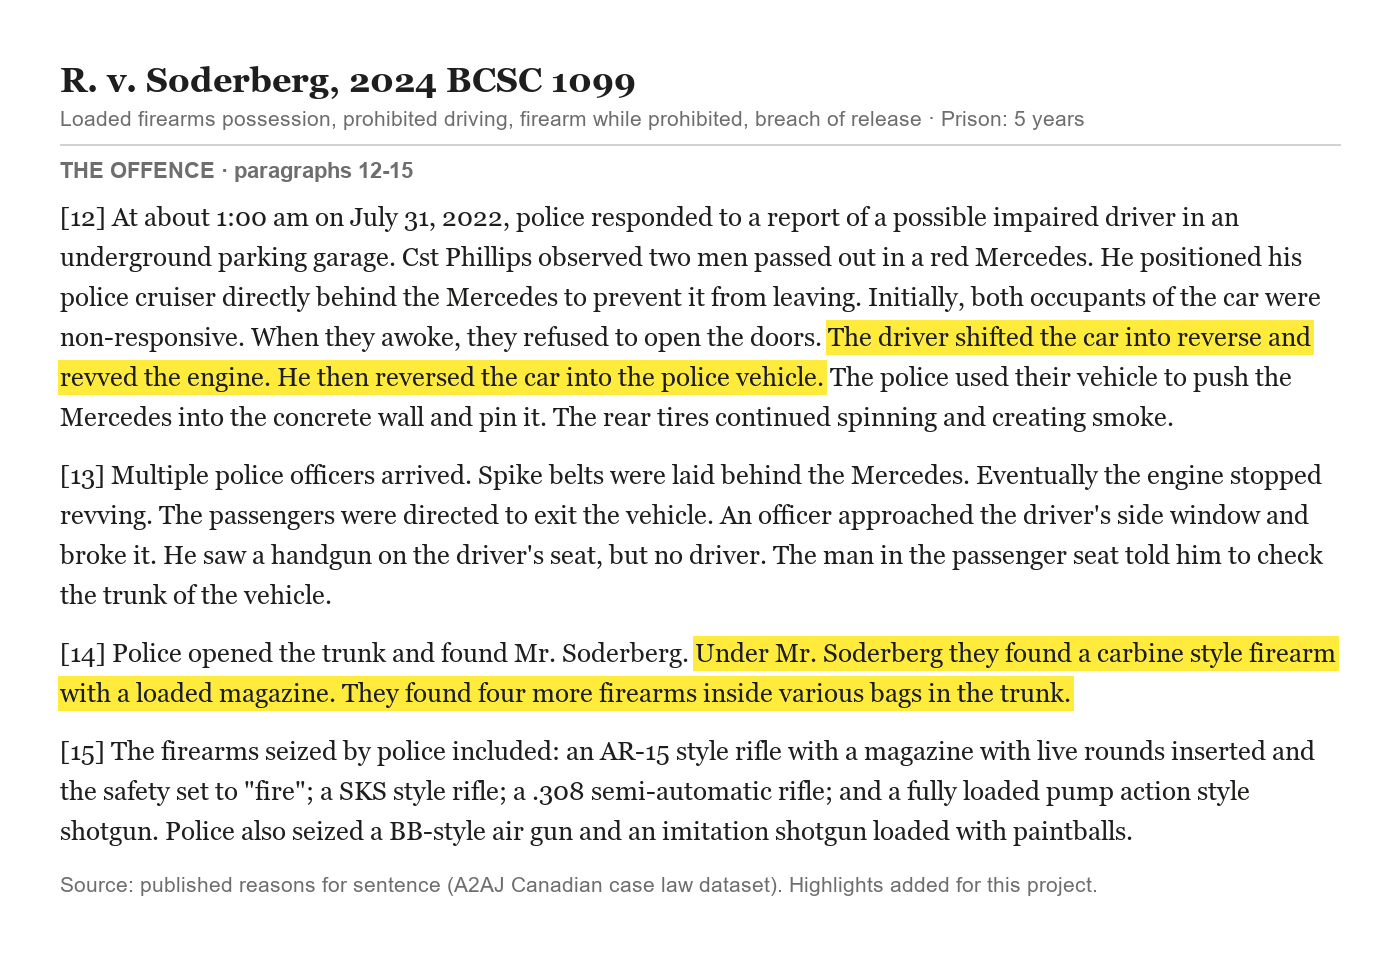 R. v. Soderberg, 2024 BCSC 1099
Loaded firearms possession, prohibited driving, firearm while prohibited, breach of release · Prison: 5 years
THE OFFENCE · paragraphs 12-15
[12] At about 1:00 am on July 31, 2022, police responded to a report of a possible impaired driver in an
underground parking garage. Cst Phillips observed two men passed out in a red Mercedes. He positioned his
police cruiser directly behind the Mercedes to prevent it from leaving. Initially, both occupants of the car were
non-responsive. When they awoke, they refused to open the doors. The driver shifted the car into reverse and
revved the engine. He then reversed the car into the police vehicle. The police used their vehicle to push the
Mercedes into the concrete wall and pin it. The rear tires continued spinning and creating smoke.
[13] Multiple police officers arrived. Spike belts were laid behind the Mercedes. Eventually the engine stopped
revving. The passengers were directed to exit the vehicle. An officer approached the driver's side window and
broke it. He saw a handgun on the driver's seat, but no driver. The man in the passenger seat told him to check
the trunk of the vehicle.
[14] Police opened the trunk and found Mr. Soderberg. Under Mr. Soderberg they found a carbine style firearm
with a loaded magazine. They found four more firearms inside various bags in the trunk.
[15] The firearms seized by police included: an AR-15 style rifle with a magazine with live rounds inserted and
the safety set to "fire"; a SKS style rifle; a .308 semi-automatic rifle; and a fully loaded pump action style
shotgun. Police also seized a BB-style air gun and an imitation shotgun loaded with paintballs.
Source: published reasons for sentence (A2AJ Canadian case law dataset). Highlights added for this project.